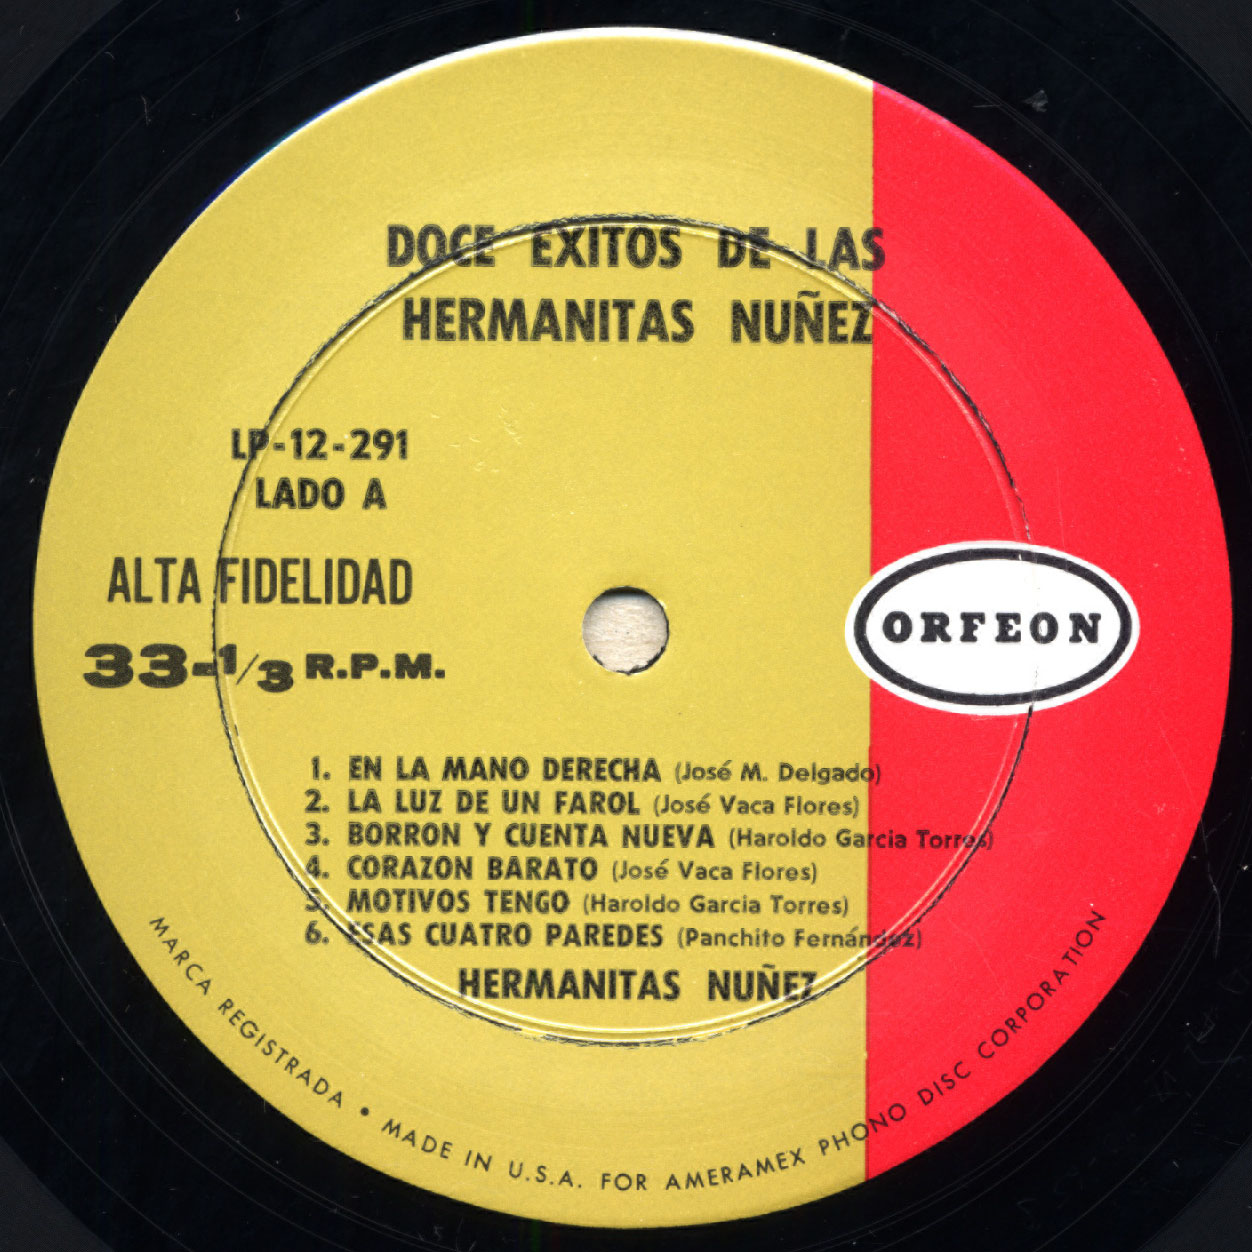 DOCE EXITOS DE LAS
HERMANITAS NUÑEZ
LP-12-291
LADO A
ALTA FIDELIDAD
33-1/3 R.P.M.
ORFEON
1. EN LA MANO DERECHA (José M. Delgado)
2. LA LUZ DE UN FAROL (José Vaca Flores)
3. BORRON Y CUENTA NUEVA (Haroldo Garcia Torres)
4. CORAZON BARATO (José Vaca Flores)
5. MOTIVOS TENGO (Haroldo Garcia Torres)
6. ESAS CUATRO PAREDES (Panchito Fernández)
HERMANITAS NUÑEZ
MARCA REGISTRADA • MADE IN U.S.A. FOR AMERAMEX PHONO DISC CORPORATION